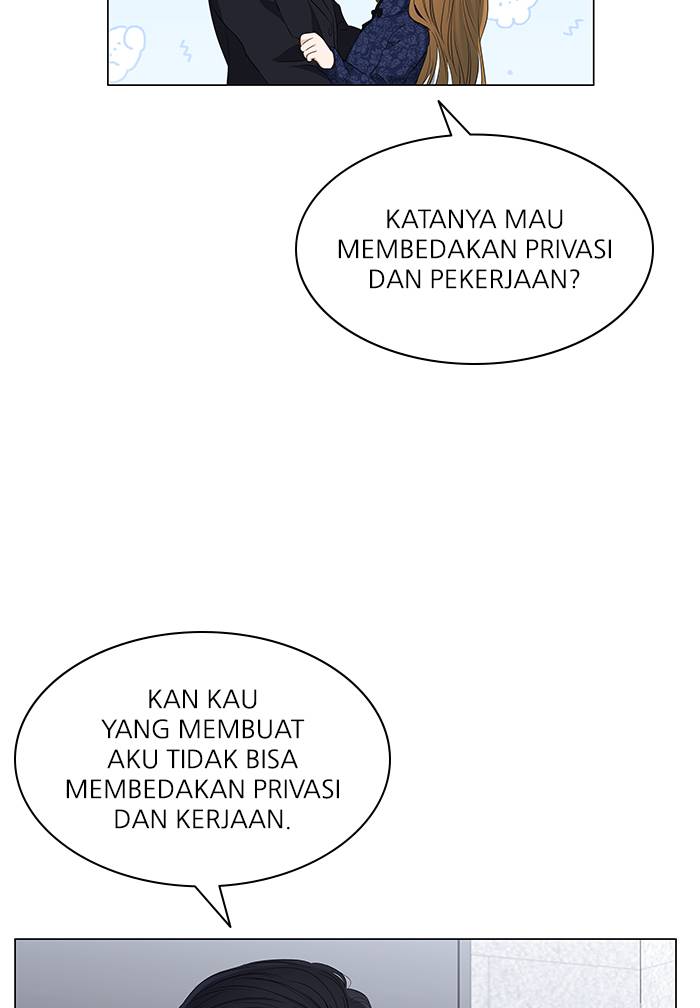 KATANYA MAU
MEMBEDAKAN PRIVASI
DAN PEKERJAAN?
KAN KAU
YANG MEMBUAT
AKU TIDAK BISA
MEMBEDAKAN PRIVASI
DAN KERJAAN.